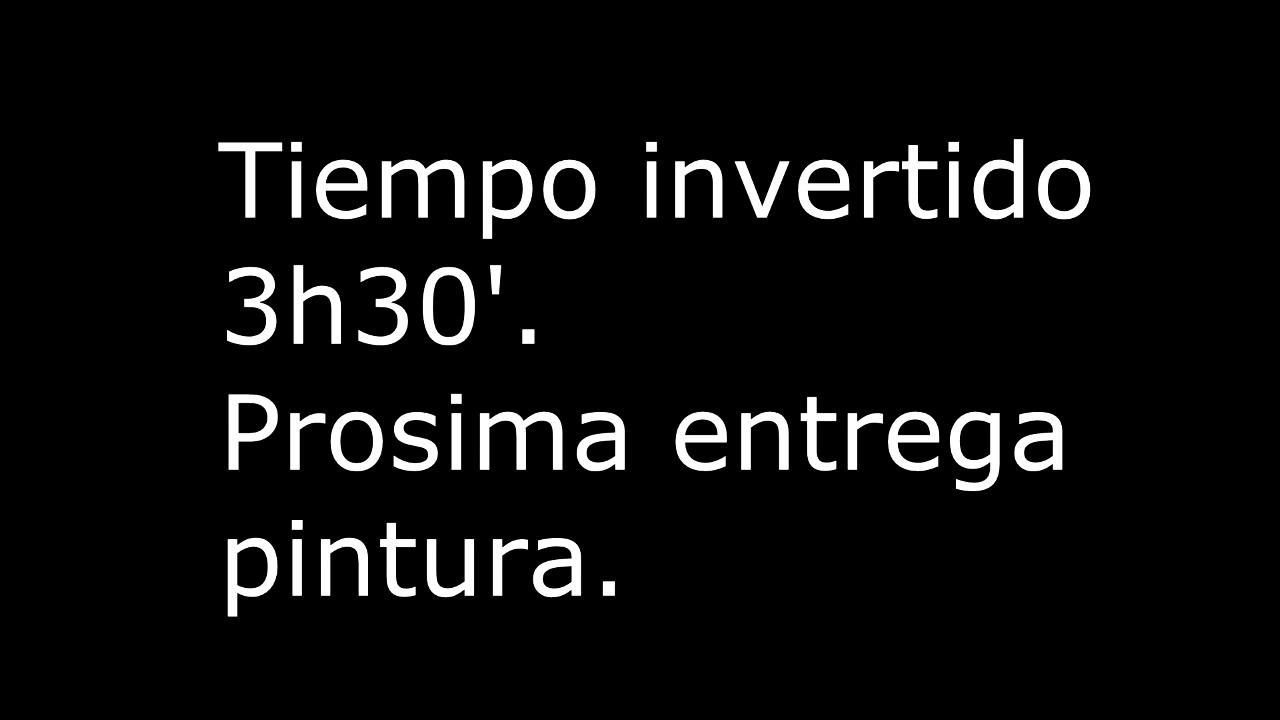 Tiempo invertido
3h30'.
Prosima entrega
pintura.